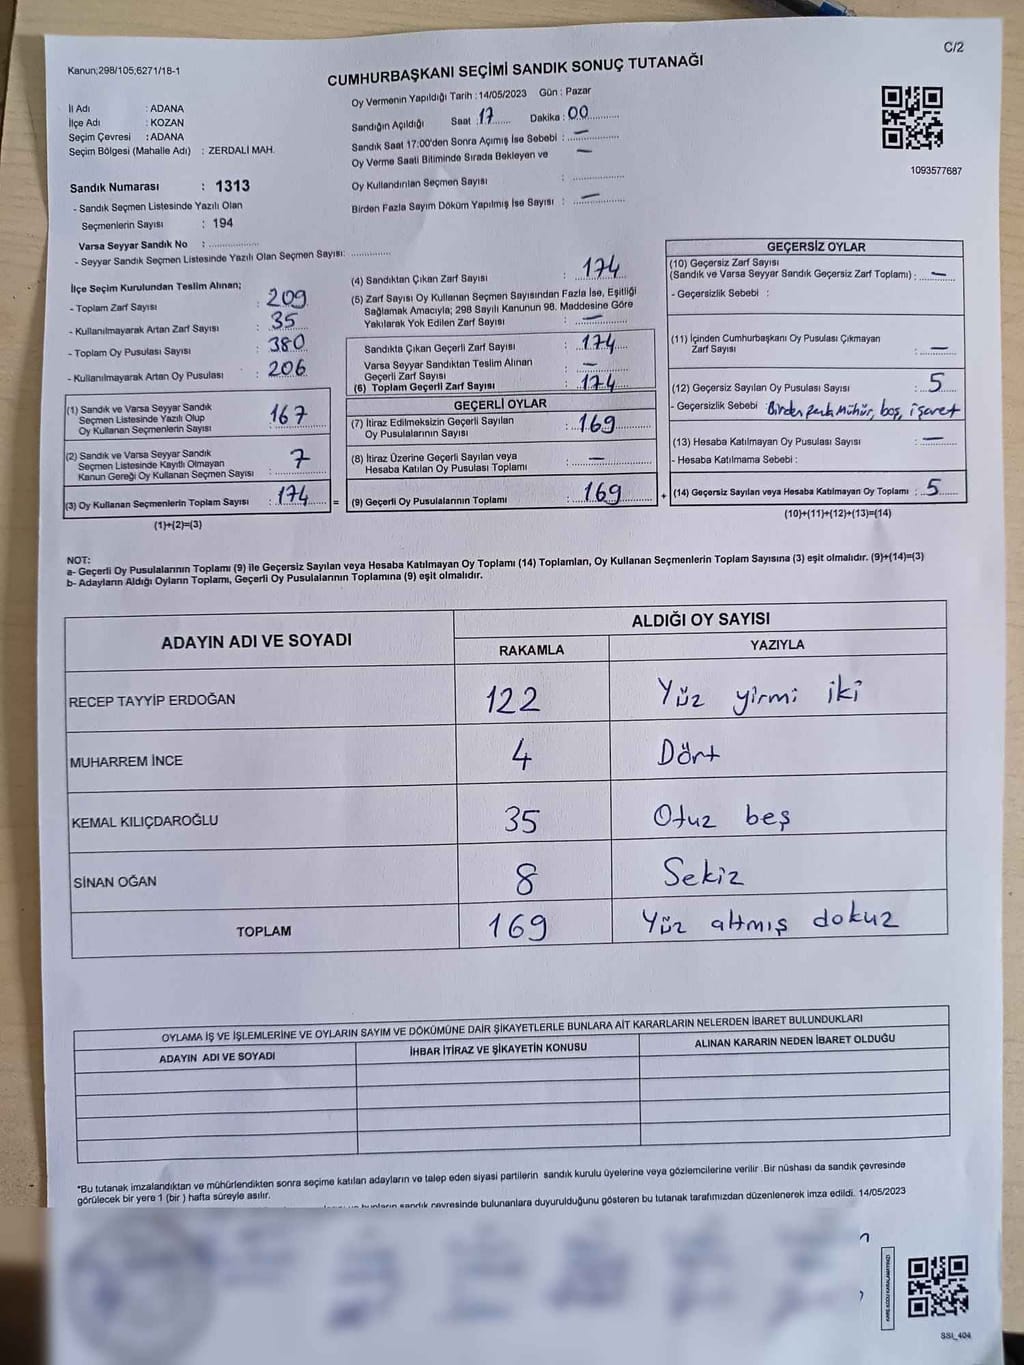 C/2
Kanun;298/105;6271/18-1
CUMHURBAŞKANI SEÇİMİ SANDIK SONUÇ TUTANAĞI
İl Adı : ADANA
İlçe Adı : KOZAN
Seçim Çevresi : ADANA
Seçim Bölgesi (Mahalle Adı) : ZERDALİ MAH.
Sandık Numarası : 1313
- Sandık Seçmen Listesinde Yazılı Olan
Seçmenlerin Sayısı : 194
Varsa Seyyar Sandık No : ..............
- Seyyar Sandık Seçmen Listesinde Yazılı Olan Seçmen Sayısı: ..............
Oy Vermenin Yapıldığı Tarih : 14/05/2023 Gün : Pazar
Sandığın Açıldığı Saat : 17 Dakika : 00
Sandık Saat 17:00'den Sonra Açımış İse Sebebi : —
Oy Verme Saati Bitiminde Sırada Bekleyen ve —
Oy Kullandırılan Seçmen Sayısı : ..............
Birden Fazla Sayım Döküm Yapılmış İse Sayısı : —
1093577687
İlçe Seçim Kurulundan Teslim Alınan;
- Toplam Zarf Sayısı : 209
- Kullanılmayarak Artan Zarf Sayısı : 35
- Toplam Oy Pusulası Sayısı : 380
- Kullanılmayarak Artan Oy Pusulası : 206
(1) Sandık ve Varsa Seyyar Sandık
Seçmen Listesinde Yazılı Olup
Oy Kullanan Seçmenlerin Sayısı : 167
(2) Sandık ve Varsa Seyyar Sandık
Seçmen Listesinde Kayıtlı Olmayan
Kanun Gereği Oy Kullanan Seçmen Sayısı : 7
(3) Oy Kullanan Seçmenlerin Toplam Sayısı : 174 =
(1)+(2)=(3)
(4) Sandıktan Çıkan Zarf Sayısı : 174
(5) Zarf Sayısı Oy Kullanan Seçmen Sayısından Fazla İse, Eşitliği
Sağlamak Amacıyla; 298 Sayılı Kanunun 98. Maddesine Göre
Yakılarak Yok Edilen Zarf Sayısı : —
Sandıkta Çıkan Geçerli Zarf Sayısı : 174
Varsa Seyyar Sandıktan Teslim Alınan
Geçerli Zarf Sayısı : —
(6) Toplam Geçerli Zarf Sayısı : 174
GEÇERLİ OYLAR
(7) İtiraz Edilmeksizin Geçerli Sayılan
Oy Pusulalarının Sayısı : 169
(8) İtiraz Üzerine Geçerli Sayılan veya
Hesaba Katılan Oy Pusulası Toplamı : —
(9) Geçerli Oy Pusulalarının Toplamı : 169 +
GEÇERSİZ OYLAR
(10) Geçersiz Zarf Sayısı
(Sandık ve Varsa Seyyar Sandık Geçersiz Zarf Toplamı) : —
- Geçersizlik Sebebi :
(11) İçinden Cumhurbaşkanı Oy Pusulası Çıkmayan
Zarf Sayısı : —
(12) Geçersiz Sayılan Oy Pusulası Sayısı : 5
- Geçersizlik Sebebi : Birden fazla Mühür, boş, işaret
(13) Hesaba Katılmayan Oy Pusulası Sayısı : —
- Hesaba Katılmama Sebebi :
(14) Geçersiz Sayılan veya Hesaba Katılmayan Oy Toplamı : 5
(10)+(11)+(12)+(13)=(14)
NOT:
a- Geçerli Oy Pusulalarının Toplamı (9) ile Geçersiz Sayılan veya Hesaba Katılmayan Oy Toplamı (14) Toplamları, Oy Kullanan Seçmenlerin Toplam Sayısına (3) eşit olmalıdır. (9)+(14)=(3)
b- Adayların Aldığı Oyların Toplamı, Geçerli Oy Pusulalarının Toplamına (9) eşit olmalıdır.
ADAYIN ADI VE SOYADI ALDIĞI OY SAYISI
RAKAMLA YAZIYLA
RECEP TAYYİP ERDOĞAN 122 Yüz yirmi iki
MUHARREM İNCE 4 Dört
KEMAL KILIÇDAROĞLU 35 Otuz beş
SİNAN OĞAN 8 Sekiz
TOPLAM 169 Yüz altmış dokuz
OYLAMA İŞ VE İŞLEMLERİNE VE OYLARIN SAYIM VE DÖKÜMÜNE DAİR ŞİKAYETLERLE BUNLARA AİT KARARLARIN NELERDEN İBARET BULUNDUKLARI
ADAYIN ADI VE SOYADI İHBAR İTİRAZ VE ŞİKAYETİN KONUSU ALINAN KARARIN NEDEN İBARET OLDUĞU
*Bu tutanak imzalandıktan ve mühürlendikten sonra seçime katılan adayların ve talep eden siyasi partilerin sandık kurulu üyelerine veya gözlemcilerine verilir .Bir nüshası da sandık çevresinde
görülecek bir yere 1 (bir ) hafta süreyle asılır.
sandık çevresinde bulunanlara duyurulduğunu gösteren bu tutanak tarafımızdan düzenlenerek imza edildi. 14/05/2023
SSI_404